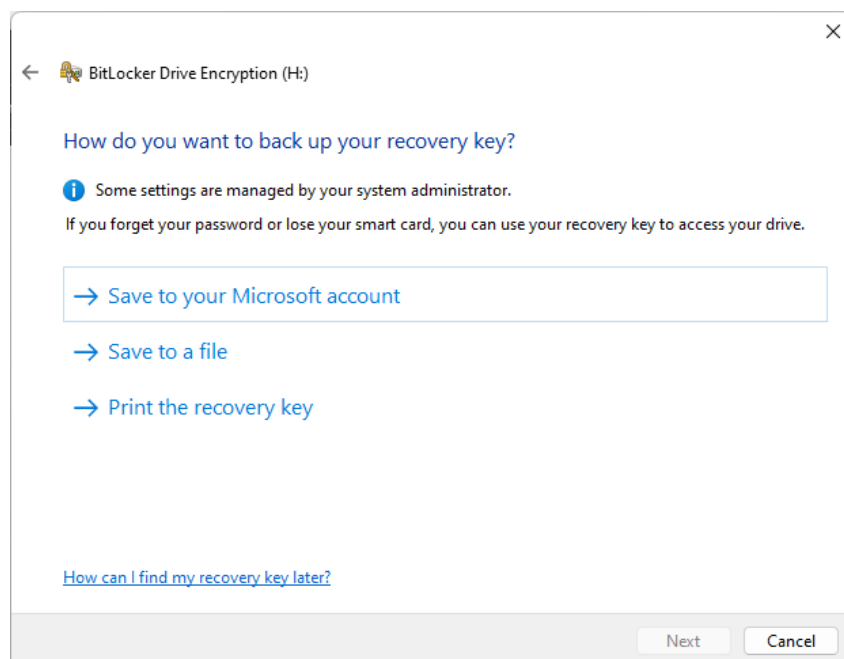 BitLocker Drive Encryption (H:)
How do you want to back up your recovery key?
Some settings are managed by your system administrator.
If you forget your password or lose your smart card, you can use your recovery key to access your drive.
Save to your Microsoft account
Save to a file
Print the recovery key
How can I find my recovery key later?
Next
Cancel